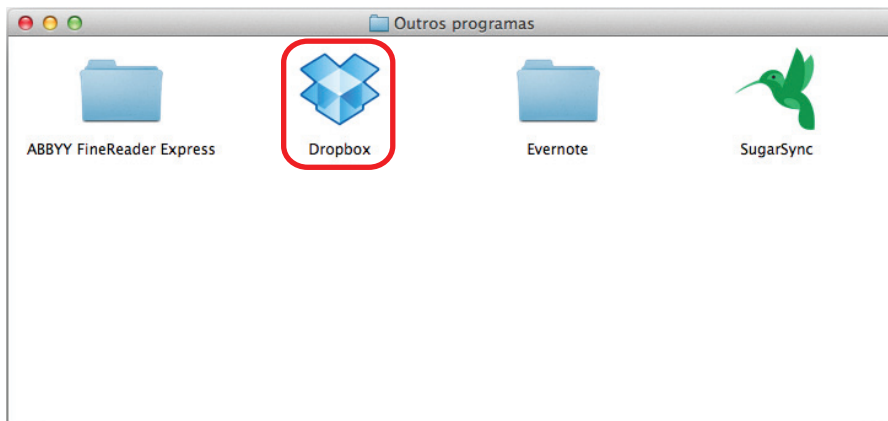 Outros programas
ABBYY FineReader Express
Dropbox
Evernote
SugarSync